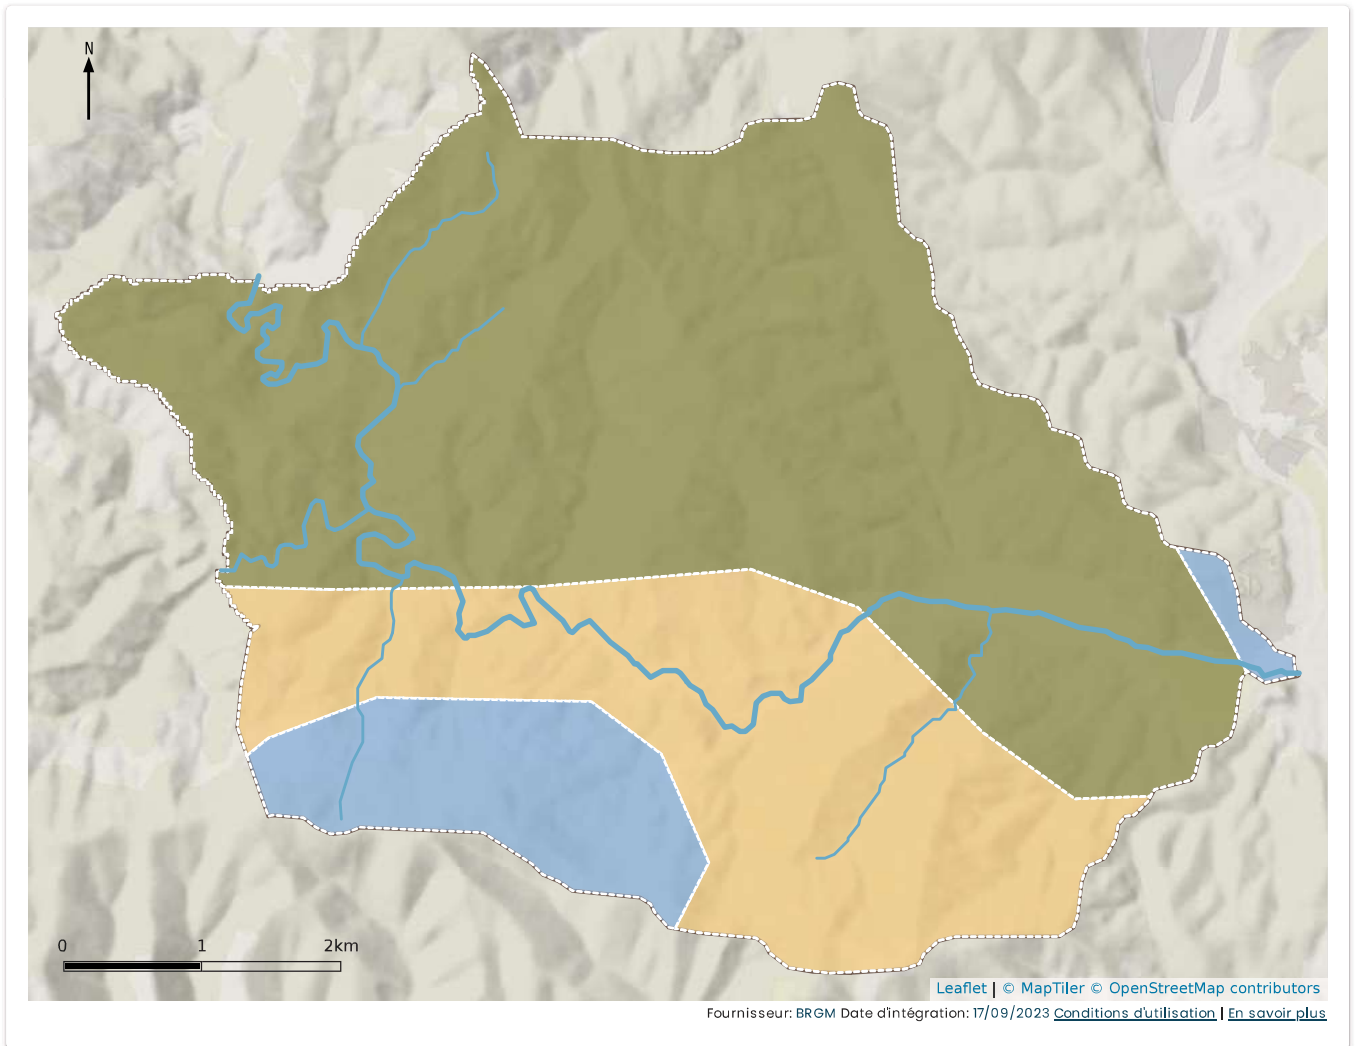 N
0 1 2km
Leaflet | © MapTiler © OpenStreetMap contributors
Fournisseur: BRGM Date d'intégration: 17/09/2023 Conditions d'utilisation | En savoir plus